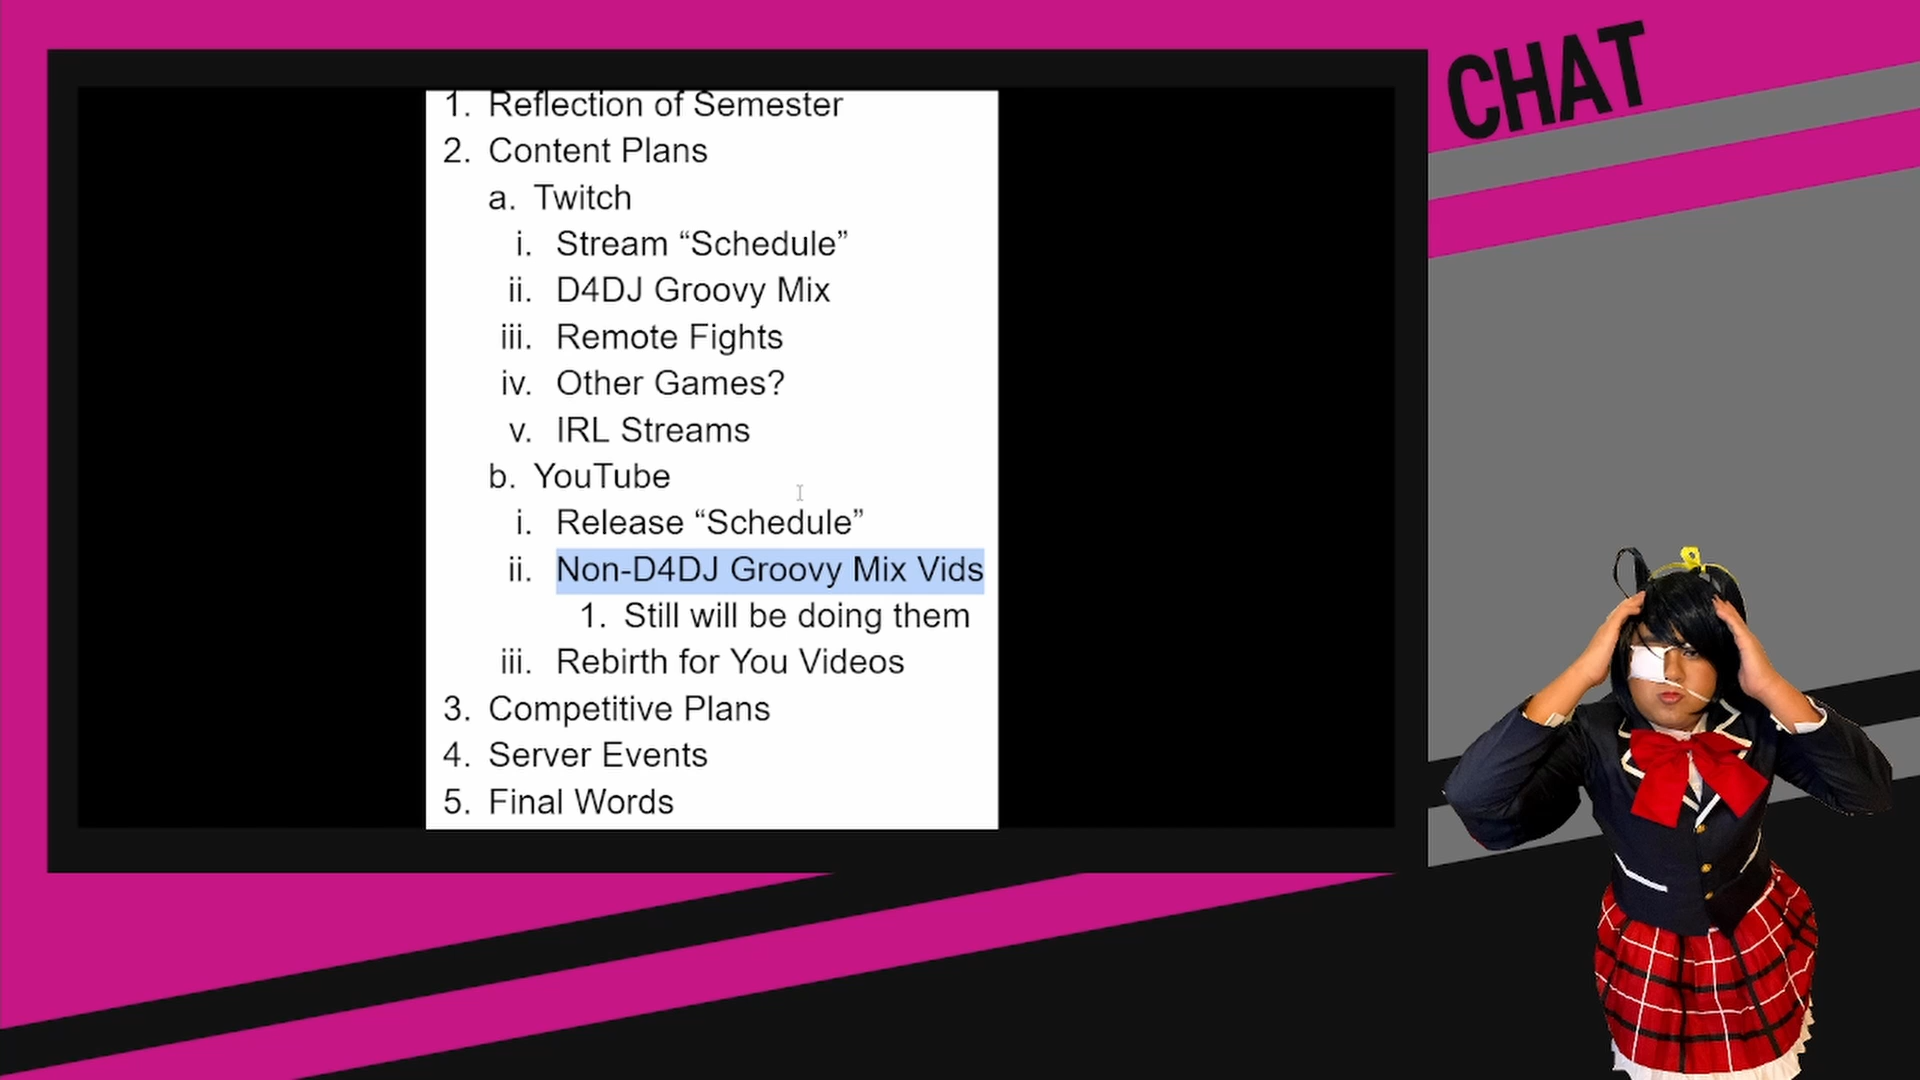 CHAT
1. Reflection of Semester
2. Content Plans
a. Twitch
i. Stream “Schedule”
ii. D4DJ Groovy Mix
iii. Remote Fights
iv. Other Games?
v. IRL Streams
b. YouTube
i. Release “Schedule”
ii. Non-D4DJ Groovy Mix Vids
1. Still will be doing them
iii. Rebirth for You Videos
3. Competitive Plans
4. Server Events
5. Final Words